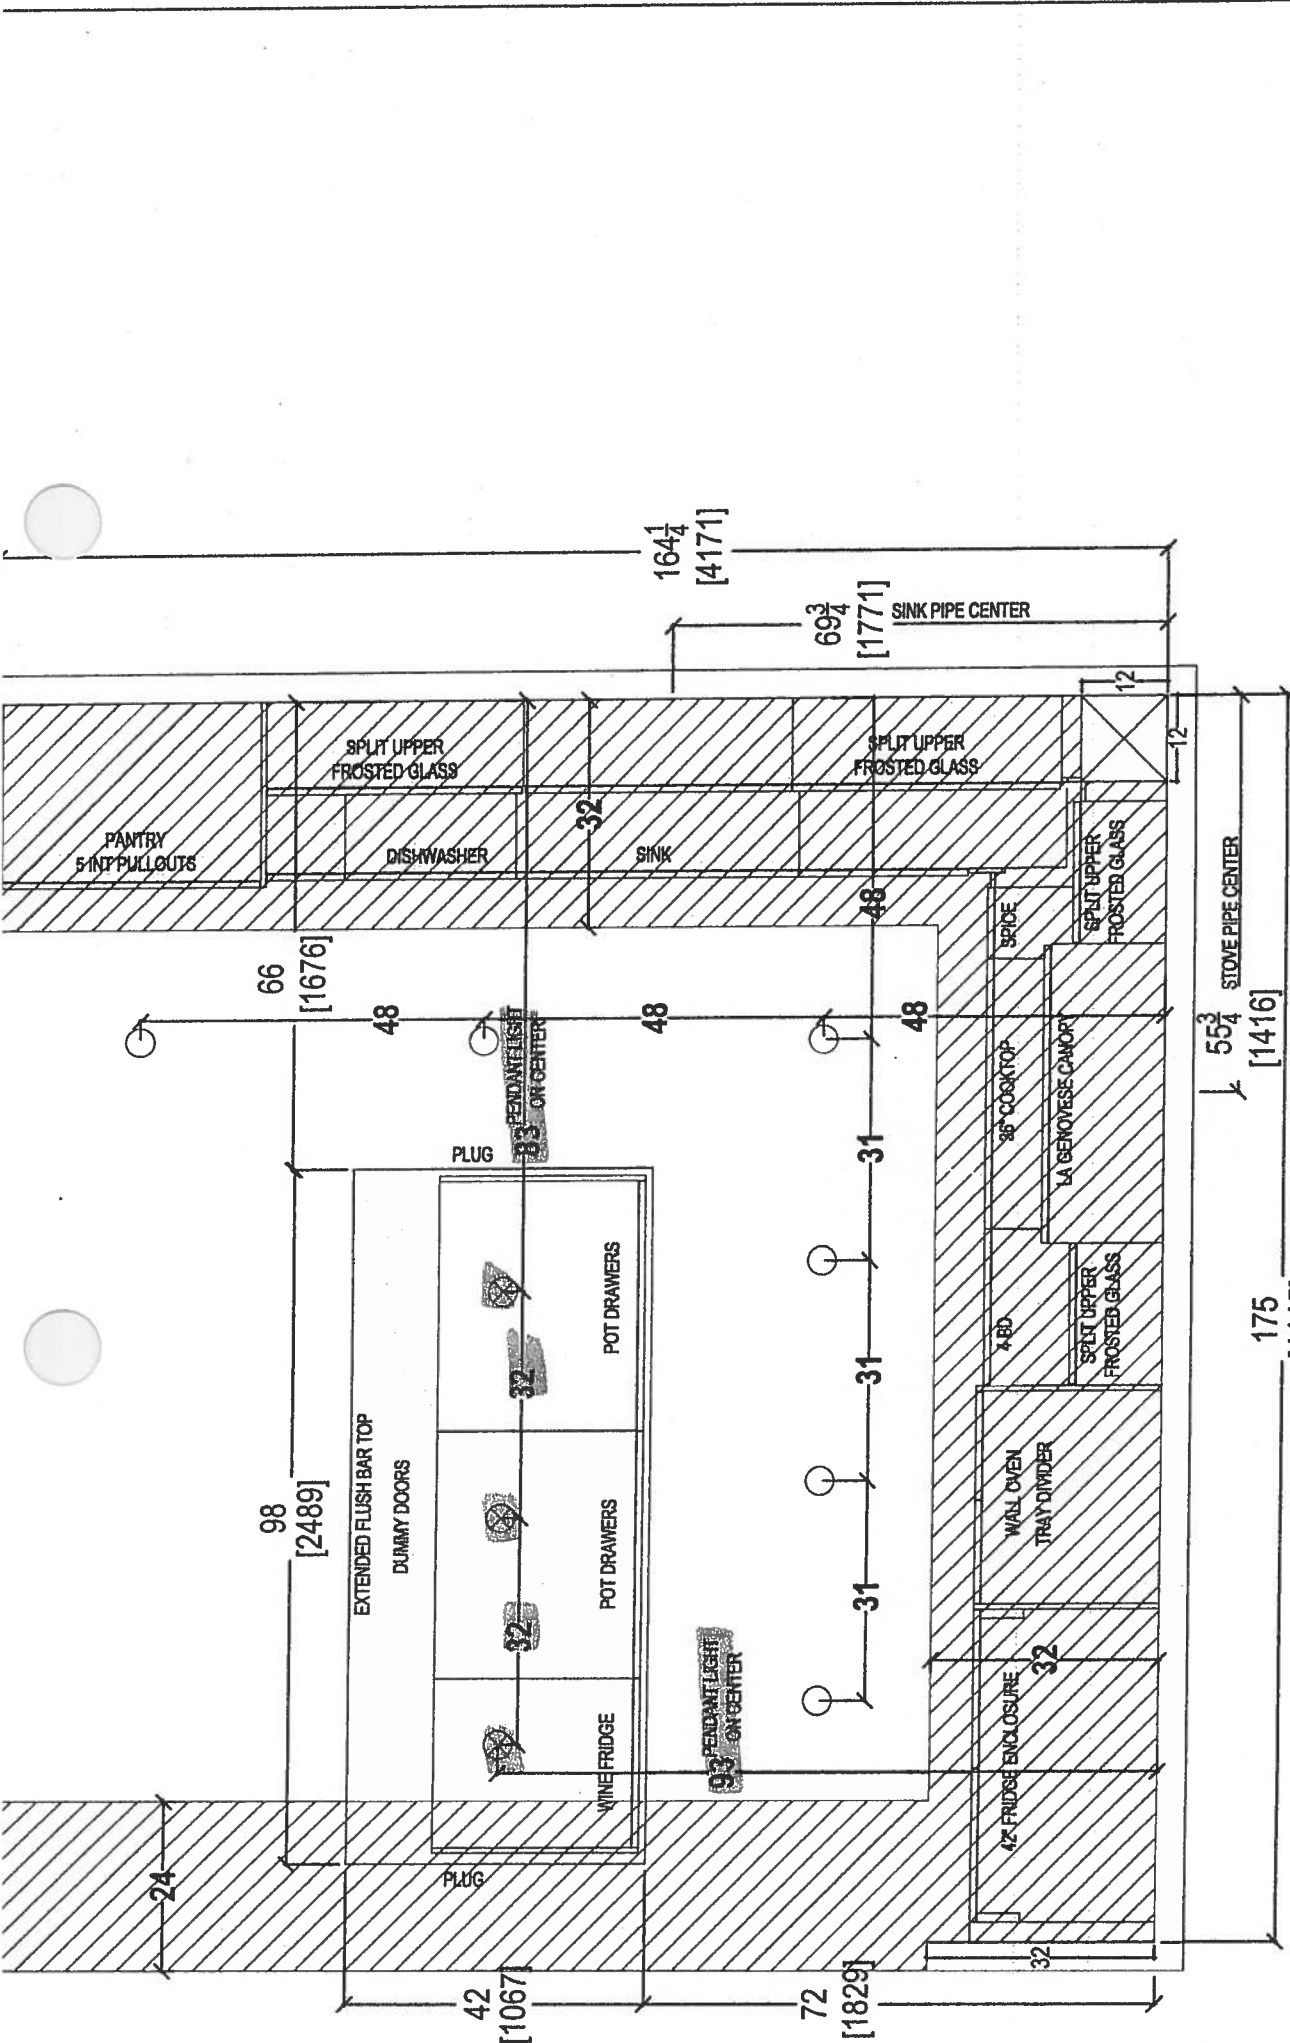 164 1/4
[4171]
69 3/4
[1771]
SINK PIPE CENTER
12
12
SPLIT UPPER
FROSTED GLASS
SPLIT UPPER
FROSTED GLASS
PANTRY
5 INT PULLOUTS
DISHWASHER
SINK
32
48
SPICE
SPLIT UPPER
FROSTED GLASS
STOVE PIPE CENTER
55 3/4
[1416]
66
[1676]
48
48
48
PENDANT LIGHT
ON CENTER
83
36" COOKTOP
LA GENOVESE CANOPY
PLUG
31
31
31
POT DRAWERS
32
4 BD
SPLIT UPPER
FROSTED GLASS
175
98
[2489]
EXTENDED FLUSH BAR TOP
DUMMY DOORS
POT DRAWERS
32
WALL OVEN
TRAY DIVIDER
WINE FRIDGE
PENDANT LIGHT
ON CENTER
93
42" FRIDGE ENCLOSURE
32
24
PLUG
32
42
[1067]
72
[1829]